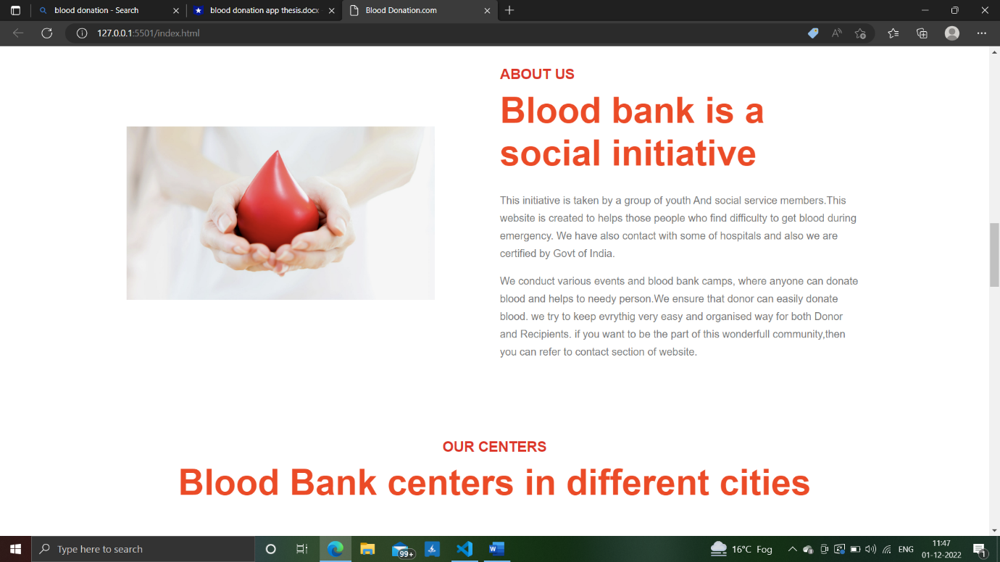 blood donation - Search
blood donation app thesis.docx
Blood Donation.com
127.0.0.1:5501/index.html
ABOUT US
Blood bank is a
social initiative
This initiative is taken by a group of youth And social service members.This
website is created to helps those people who find difficulty to get blood during
emergency. We have also contact with some of hospitals and also we are
certified by Govt of India.
We conduct various events and blood bank camps, where anyone can donate
blood and helps to needy person.We ensure that donor can easily donate
blood. we try to keep evrythig very easy and organised way for both Donor
and Recipients. if you want to be the part of this wonderfull community,then
you can refer to contact section of website.
OUR CENTERS
Blood Bank centers in different cities
Type here to search
99+
16°C Fog
ENG
11:47
01-12-2022
1